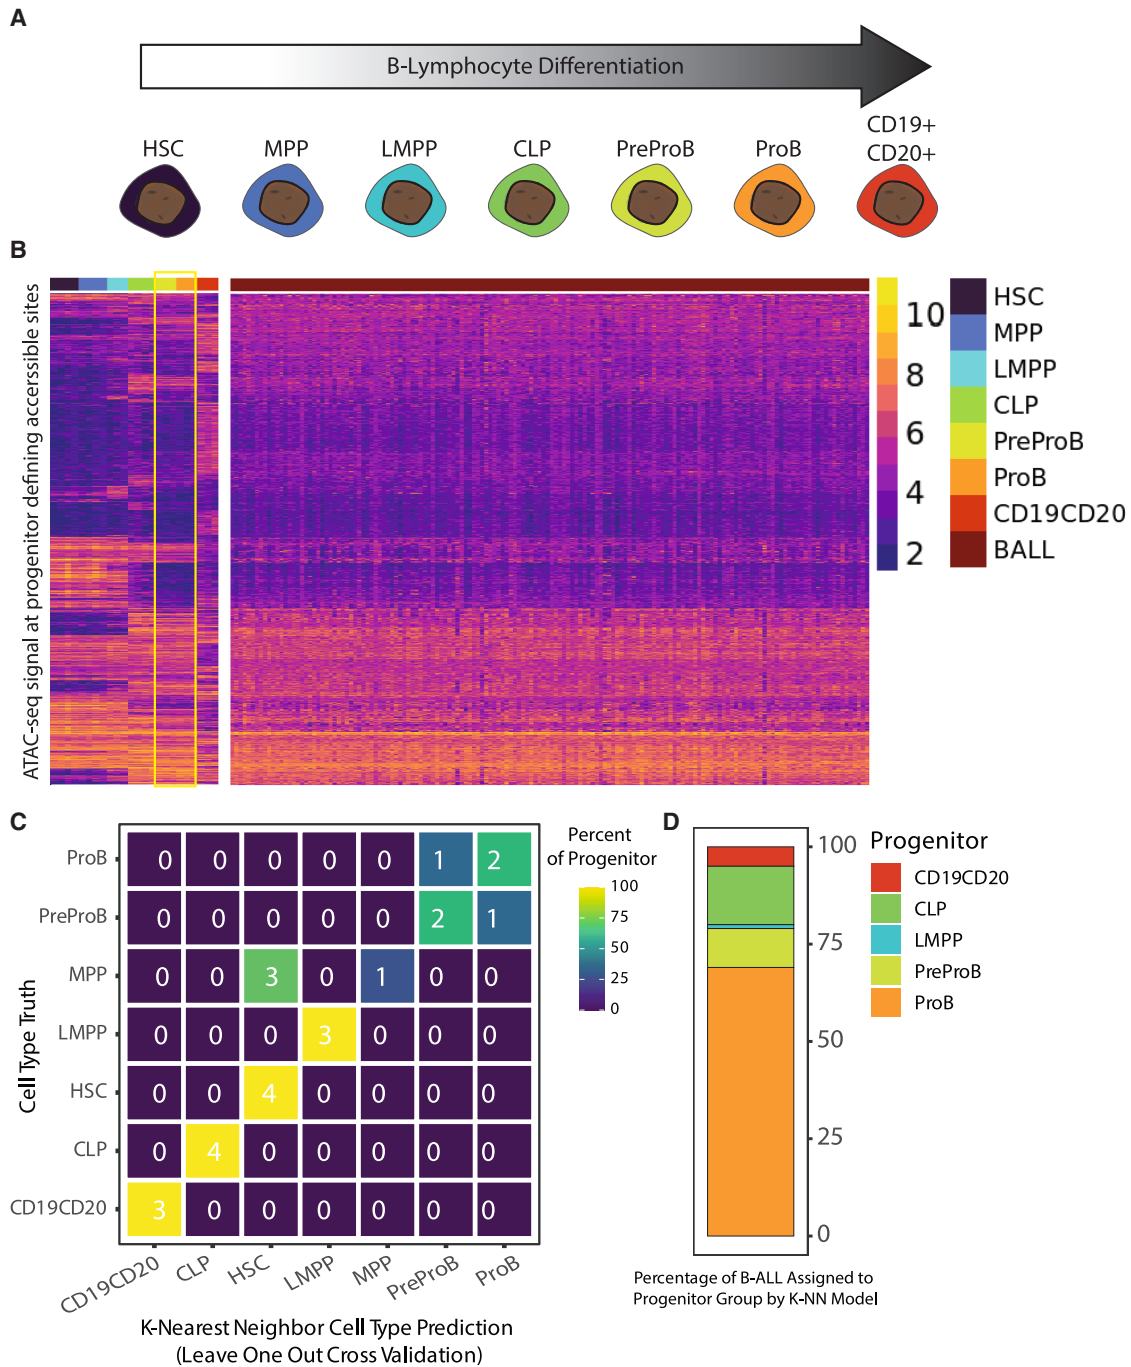 A
B-Lymphocyte Differentiation
HSC
MPP
LMPP
CLP
PreProB
ProB
CD19+
CD20+
B
ATAC-seq signal at progenitor defining accerssible sites
10
8
6
4
2
HSC
MPP
LMPP
CLP
PreProB
ProB
CD19CD20
BALL
C
Cell Type Truth
ProB 0 0 0 0 0 1 2
PreProB 0 0 0 0 0 2 1
MPP 0 0 3 0 1 0 0
LMPP 0 0 0 3 0 0 0
HSC 0 0 4 0 0 0 0
CLP 0 4 0 0 0 0 0
CD19CD20 3 0 0 0 0 0 0
CD19CD20 CLP HSC LMPP MPP PreProB ProB
K-Nearest Neighbor Cell Type Prediction
(Leave One Out Cross Validation)
Percent
of Progenitor
100
75
50
25
0
D
100
75
50
25
0
Progenitor
CD19CD20
CLP
LMPP
PreProB
ProB
Percentage of B-ALL Assigned to
Progenitor Group by K-NN Model